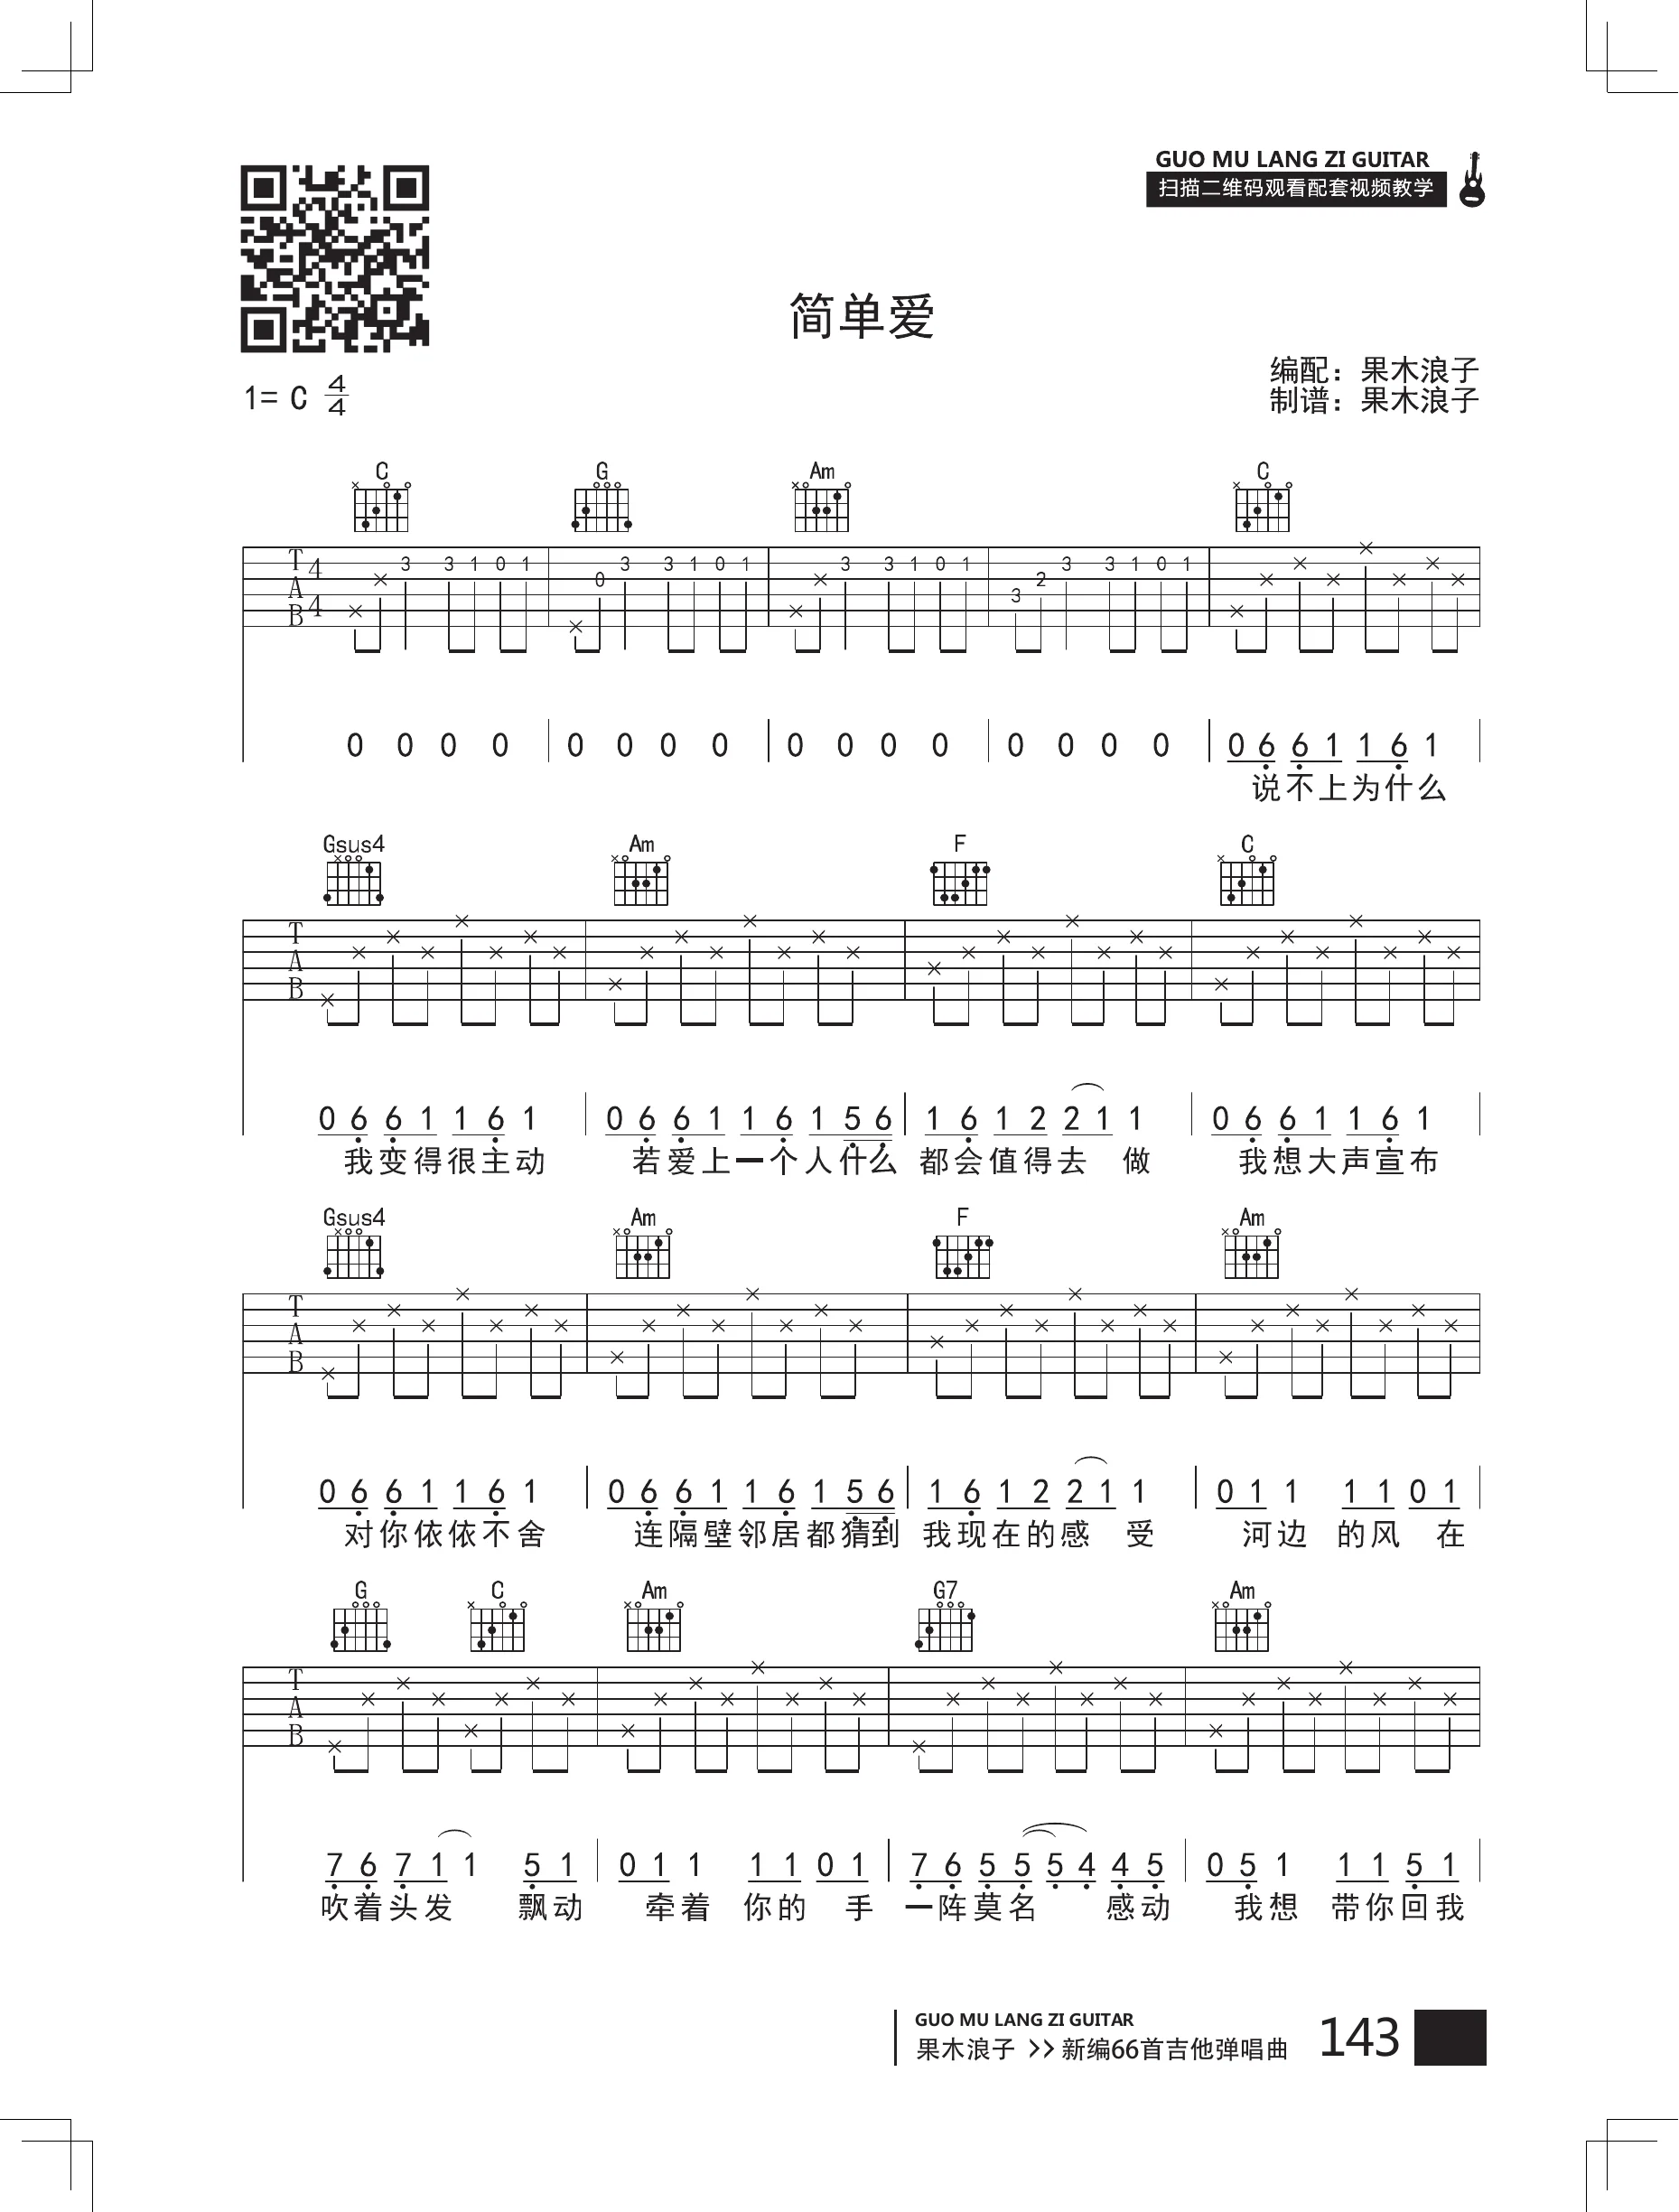 GUO MU LANG ZI GUITAR
扫描二维码观看配套视频教学
简单爱
编配：果木浪子
1= C 4/4
制谱：果木浪子
C G Am C
T A B 4 4 3 3 1 0 1 0 3 3 1 0 1 3 3 1 0 1 3 2 3 3 1 0 1
0 0 0 0 0 0 0 0 0 0 0 0 0 0 0 0 0 6 6 1 1 6 1
说不上为什么
Gsus4 Am F C
T A B
0 6 6 1 1 6 1 0 6 6 1 1 6 1 5 6 1 6 1 2 2 1 1 0 6 6 1 1 6 1
我变得很主动 若爱上一个人什么 都会值得去 做 我想大声宣布
Gsus4 Am F Am
T A B
0 6 6 1 1 6 1 0 6 6 1 1 6 1 5 6 1 6 1 2 2 1 1 0 1 1 1 1 0 1
对你依依不舍 连隔壁邻居都猜到 我现在的感 受 河边 的风 在
G C Am G7 Am
T A B
7 6 7 1 1 5 1 0 1 1 1 1 0 1 7 6 5 5 5 4 4 5 0 5 1 1 1 5 1
吹着头发 飘动 牵着 你的 手 一阵莫名 感动 我想 带你回我
GUO MU LANG ZI GUITAR
果木浪子 >> 新编66首吉他弹唱曲 143